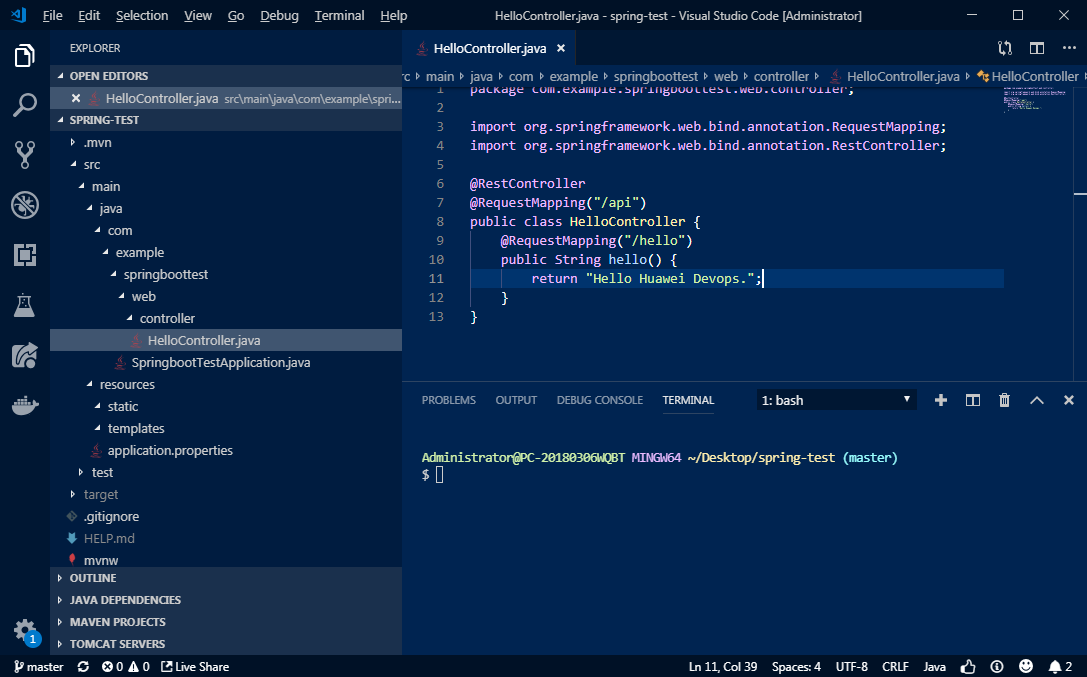 File Edit Selection View Go Debug Terminal Help HelloController.java - spring-test - Visual Studio Code [Administrator]
EXPLORER
OPEN EDITORS
HelloController.java src\main\java\com\example\spri...
SPRING-TEST
.mvn
src
main
java
com
example
springboottest
web
controller
HelloController.java
SpringbootTestApplication.java
resources
static
templates
application.properties
test
target
.gitignore
HELP.md
mvnw
OUTLINE
JAVA DEPENDENCIES
MAVEN PROJECTS
TOMCAT SERVERS
1
HelloController.java
rc main java com example springboottest web controller HelloController.java HelloController
1 package com.example.springboottest.web.controller;
2
3 import org.springframework.web.bind.annotation.RequestMapping;
4 import org.springframework.web.bind.annotation.RestController;
5
6 @RestController
7 @RequestMapping("/api")
8 public class HelloController {
9 @RequestMapping("/hello")
10 public String hello() {
11 return "Hello Huawei Devops.";
12 }
13 }
PROBLEMS OUTPUT DEBUG CONSOLE TERMINAL 1: bash
Administrator@PC-20180306WQBT MINGW64 ~/Desktop/spring-test (master)
$
master 0 0 Live Share Ln 11, Col 39 Spaces: 4 UTF-8 CRLF Java 2